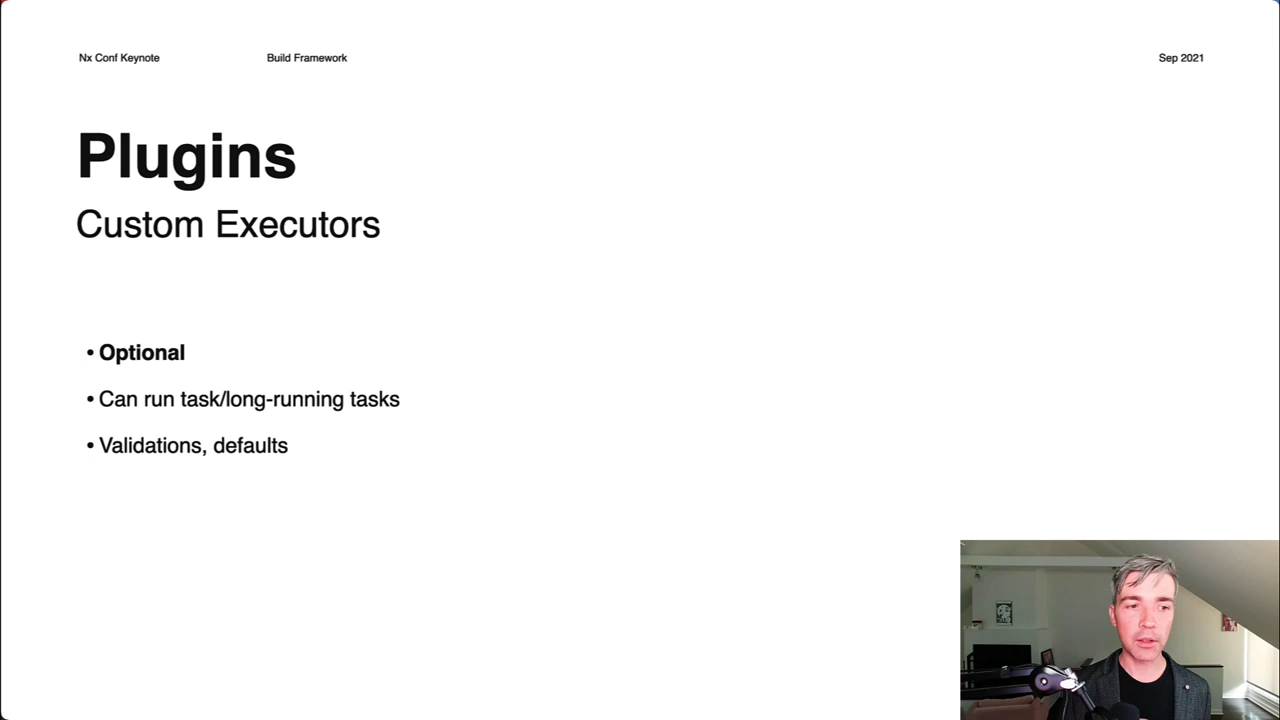 Nx Conf Keynote Build Framework Sep 2021
Plugins
Custom Executors
• Optional
• Can run task/long-running tasks
• Validations, defaults